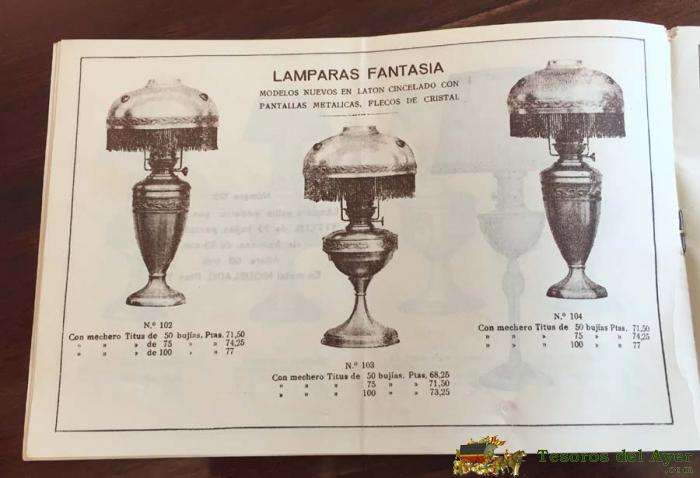 LAMPARAS FANTASIA
MODELOS NUEVOS EN LATON CINCELADO CON
PANTALLAS METALICAS, FLECOS DE CRISTAL
N.º 102
Con mechero Titus de 50 bujías. Ptas. 71,50
» » » de 75 » » 74,25
» » » de 100 » » 77
N.º 103
Con mechero Titus de 50 bujías. Ptas. 68,25
» » » 75 » » 71,50
» » » 100 » » 73,25
N.º 104
Con mechero Titus de 50 bujías Ptas. 71,50
» » » 75 » » 74,25
» » » 100 » » 77
Tesoros del Ayer